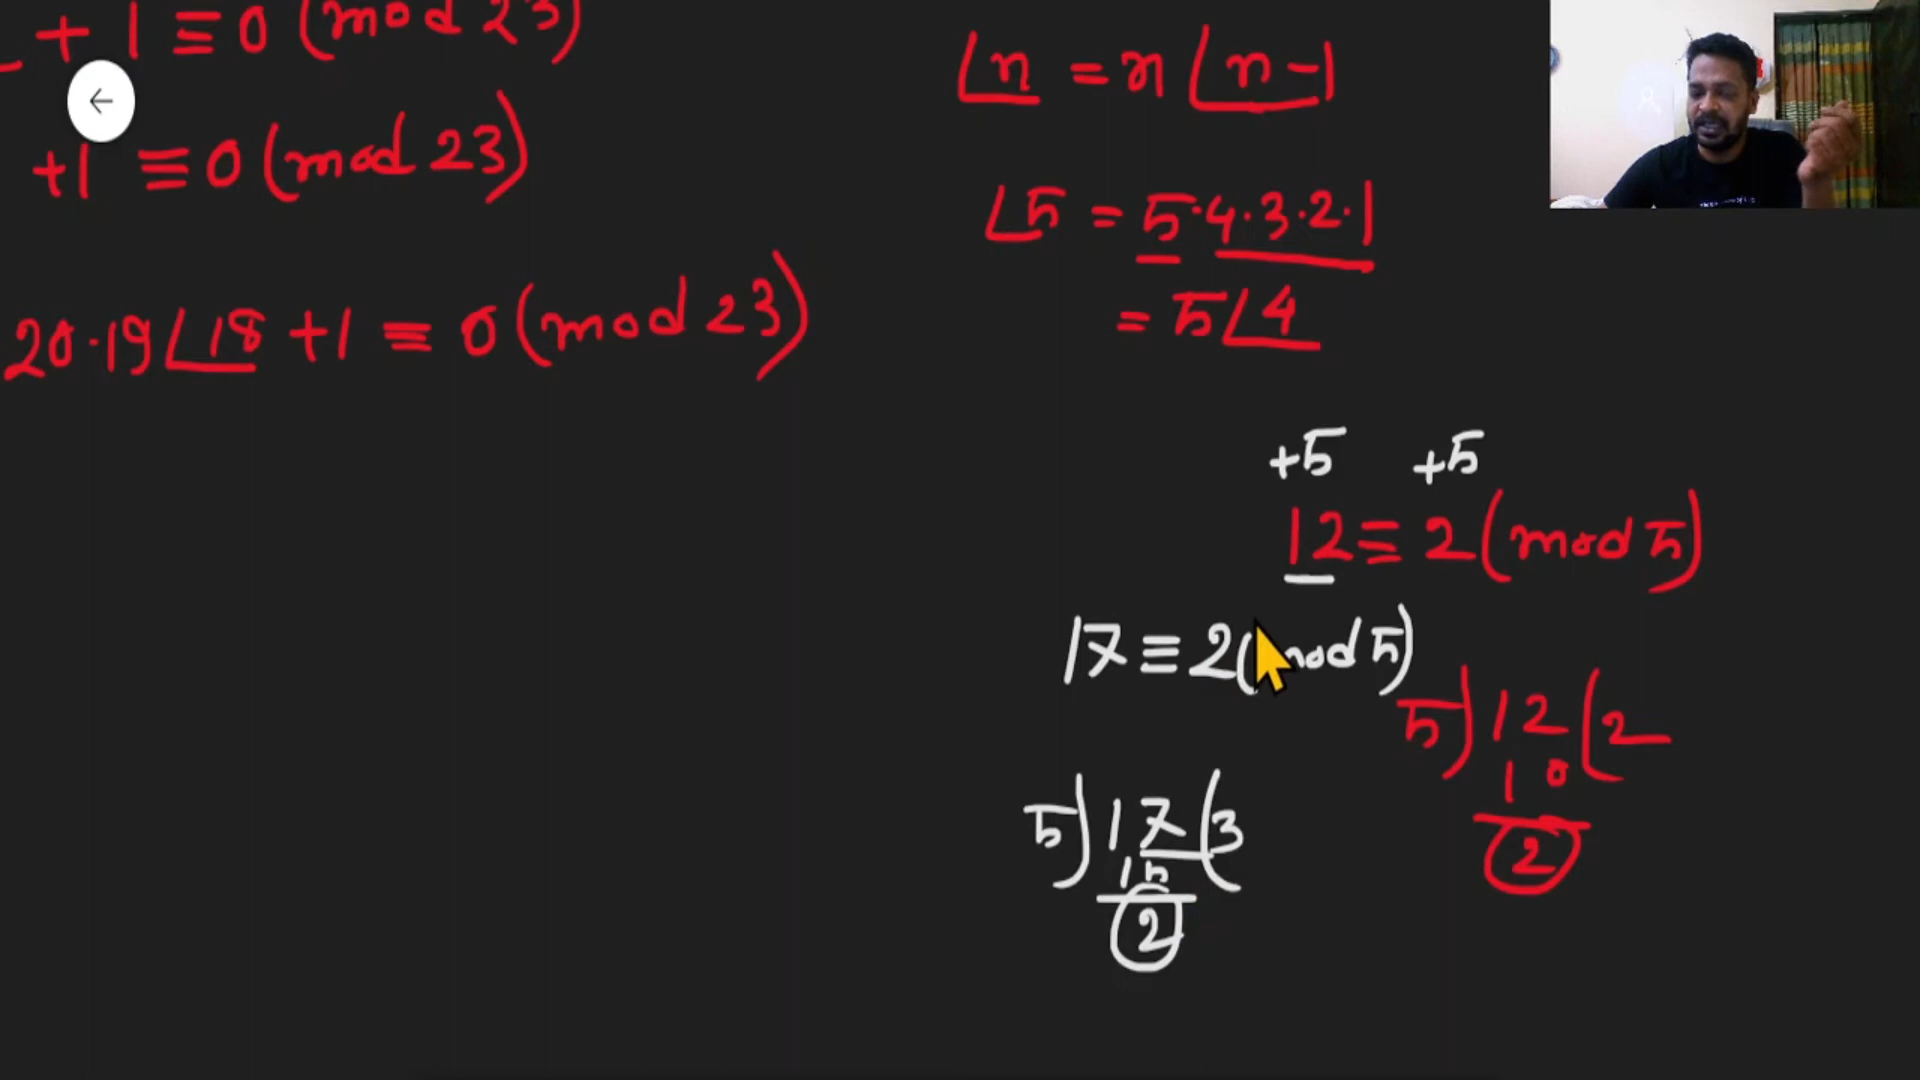 + 1 ≡ 0 (mod 23)
+1 ≡ 0 (mod 23)
20·19∟18 + 1 ≡ 0 (mod 23)
∟n = n ∟n-1
∟5 = 5·4·3·2·1
= 5∟4
+5 +5
12 ≡ 2 (mod 5)
17 ≡ 2 (mod 5)
5) 12 (2
10
2
5) 17 (3
15
2